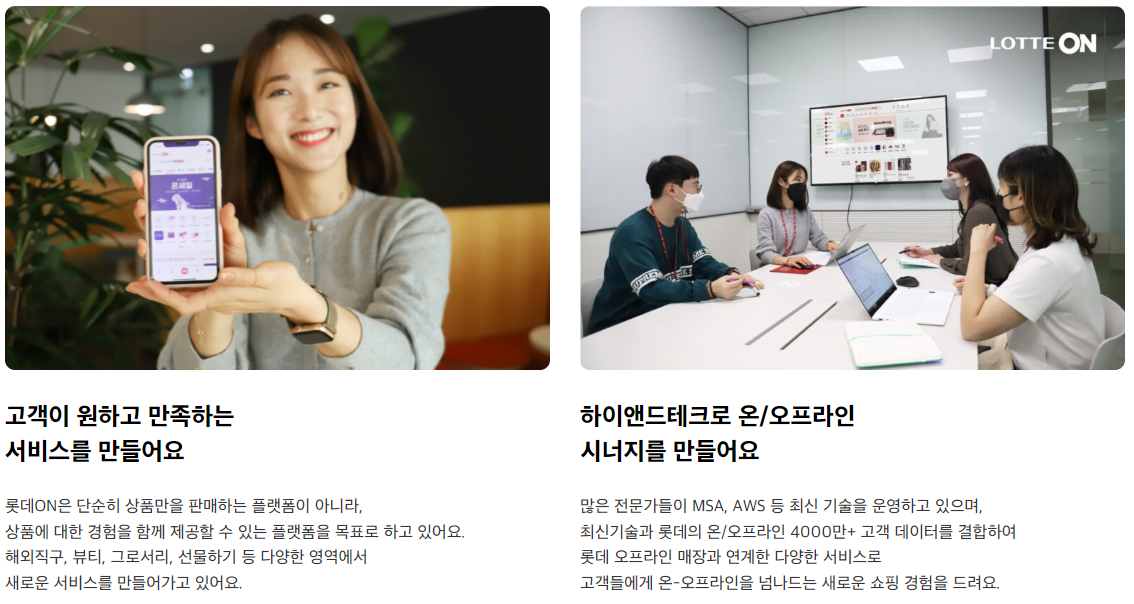 온세일
LOTTE ON
고객이 원하고 만족하는
서비스를 만들어요
롯데ON은 단순히 상품만을 판매하는 플랫폼이 아니라,
상품에 대한 경험을 함께 제공할 수 있는 플랫폼을 목표로 하고 있어요.
해외직구, 뷰티, 그로서리, 선물하기 등 다양한 영역에서
새로운 서비스를 만들어가고 있어요.
하이앤드테크로 온/오프라인
시너지를 만들어요
많은 전문가들이 MSA, AWS 등 최신 기술을 운영하고 있으며,
최신기술과 롯데의 온/오프라인 4000만+ 고객 데이터를 결합하여
롯데 오프라인 매장과 연계한 다양한 서비스로
고객들에게 온-오프라인을 넘나드는 새로운 쇼핑 경험을 드려요.